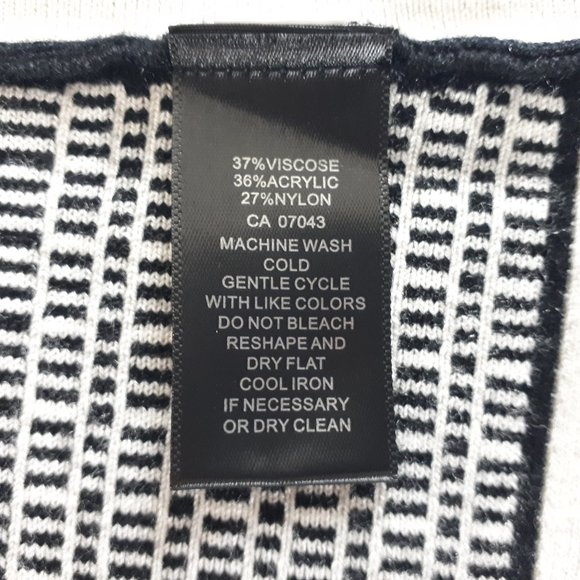 37%VISCOSE
36%ACRYLIC
27%NYLON
CA 07043
MACHINE WASH
COLD
GENTLE CYCLE
WITH LIKE COLORS
DO NOT BLEACH
RESHAPE AND
DRY FLAT
COOL IRON
IF NECESSARY
OR DRY CLEAN